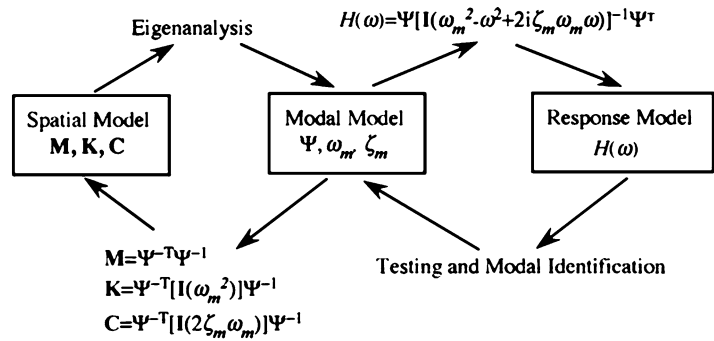 Eigenanalysis
H(ω)=Ψ[I(ωₘ²-ω²+2iζₘωₘω)]⁻¹Ψᵀ
Spatial Model
M, K, C
Modal Model
Ψ, ωₘ, ζₘ
Response Model
H(ω)
M=Ψ⁻ᵀΨ⁻¹
K=Ψ⁻ᵀ[I(ωₘ²)]Ψ⁻¹
C=Ψ⁻ᵀ[I(2ζₘωₘ)]Ψ⁻¹
Testing and Modal Identification